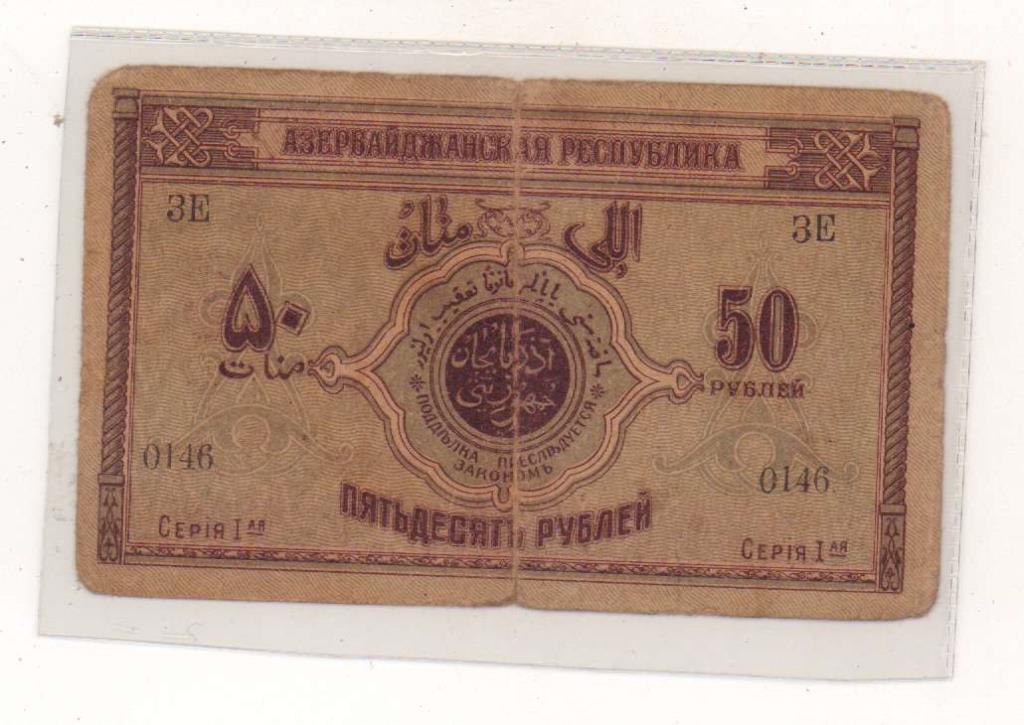 АЗЕРБАЙДЖАНСКАЯ РЕСПУБЛИКА
ЗЕ
ЗЕ
اللی منات
۵۰
منات
50
РУБЛЕЙ
آذربایجان
جمهوریتی
ПОДДѢЛКА ПРЕСЛѢДУЕТСЯ
ЗАКОНОМЪ
0146
0146
ПЯТЬДЕСЯТЪ РУБЛЕЙ
СЕРІЯ I АЯ
СЕРІЯ I АЯ